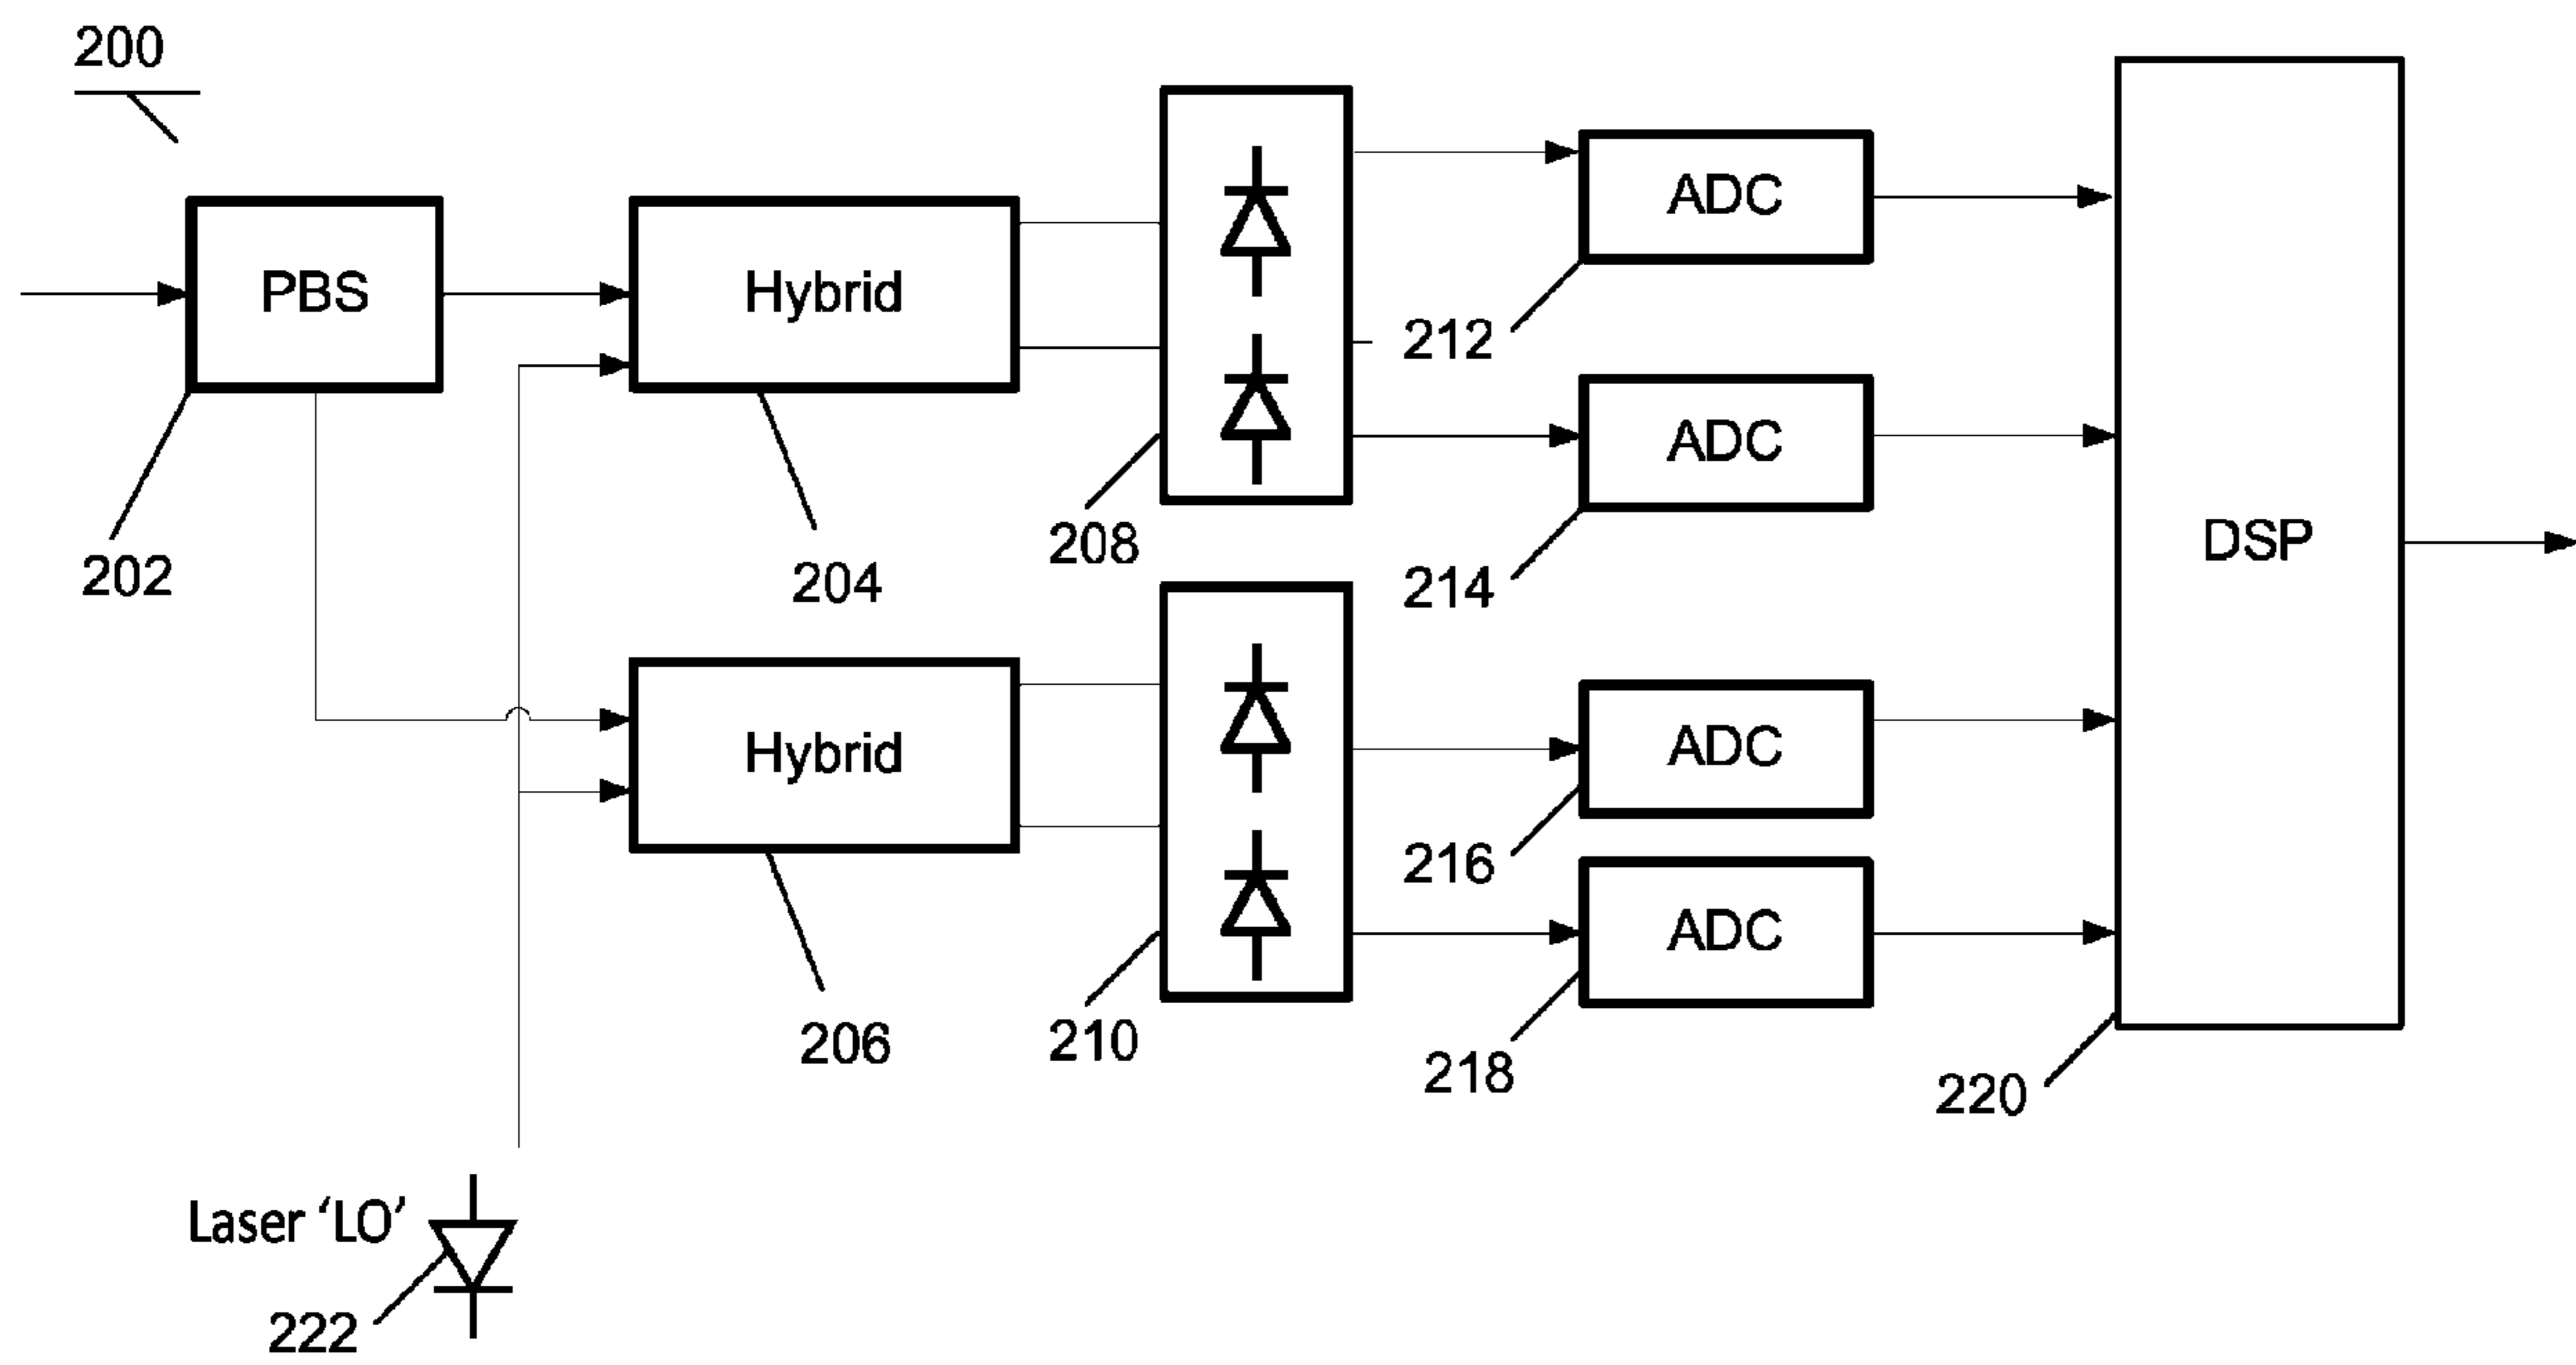 200
ADC
PBS
Hybrid
212
ADC
208
DSP
202
204
214
Hybrid
ADC
216
ADC
206
210
218
220
Laser ‘LO’
222